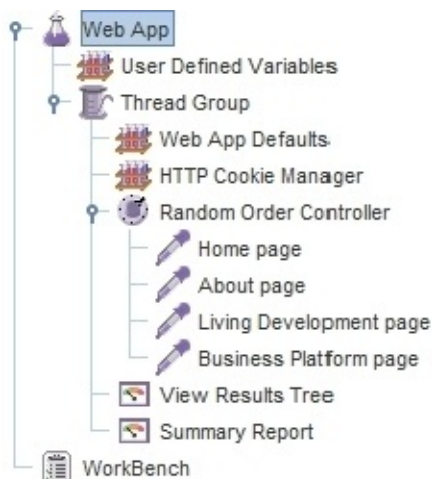 Web App
User Defined Variables
Thread Group
Web App Defaults
HTTP Cookie Manager
Random Order Controller
Home page
About page
Living Development page
Business Platform page
View Results Tree
Summary Report
WorkBench